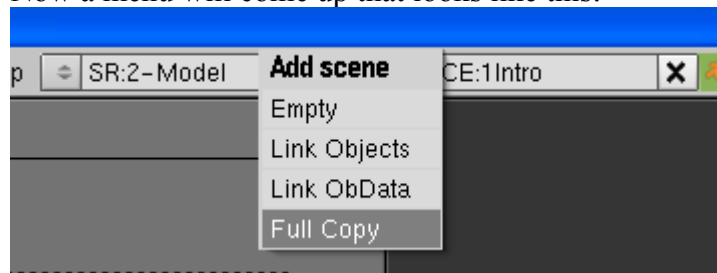 Now a menu will come up that looks like this:
p SR:2-Model Add scene CE:1Intro
Empty
Link Objects
Link ObData
Full Copy